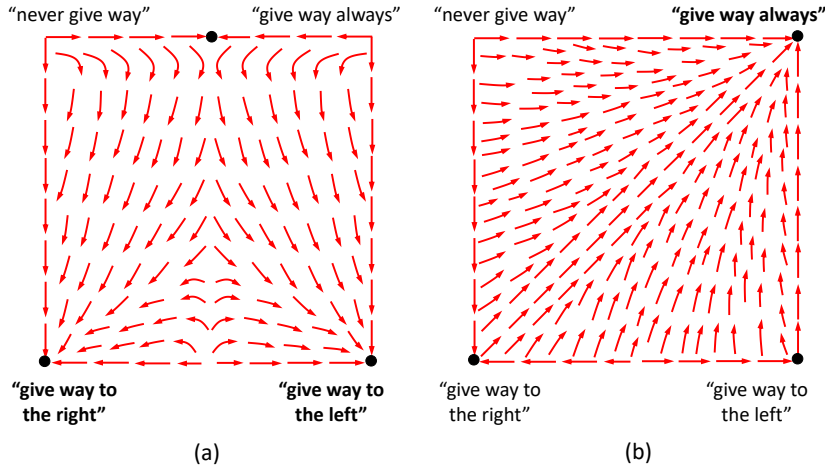 “never give way” “give way always” “never give way” “give way always”
“give way to “give way to “give way to “give way to
the right” the left” the right” the left”
(a) (b)